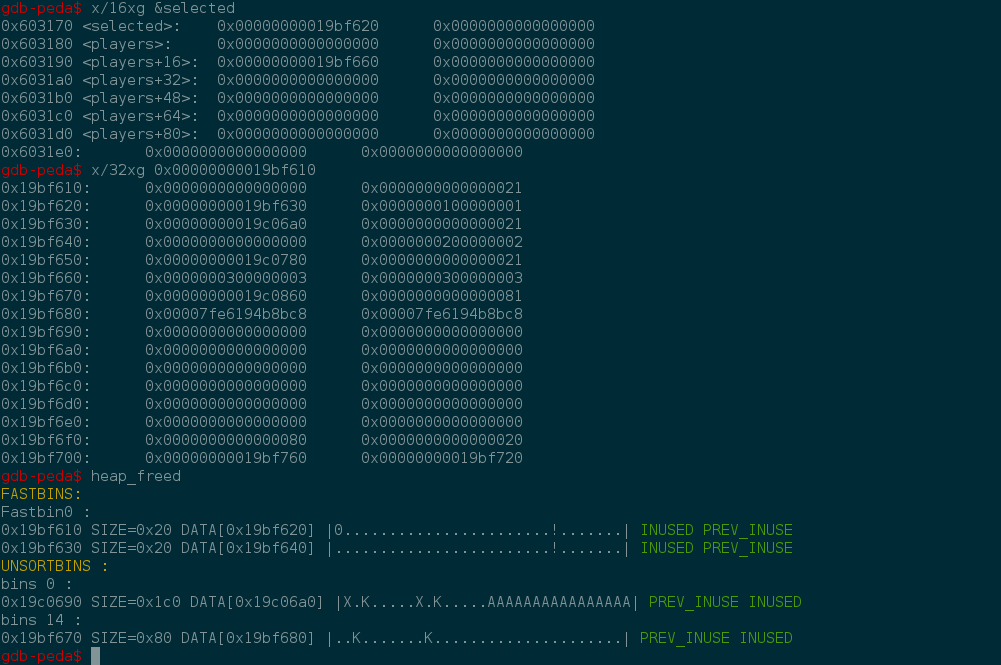 gdb-peda$ x/16xg &selected
0x603170 <selected>: 0x00000000019bf620 0x0000000000000000
0x603180 <players>: 0x0000000000000000 0x0000000000000000
0x603190 <players+16>: 0x00000000019bf660 0x0000000000000000
0x6031a0 <players+32>: 0x0000000000000000 0x0000000000000000
0x6031b0 <players+48>: 0x0000000000000000 0x0000000000000000
0x6031c0 <players+64>: 0x0000000000000000 0x0000000000000000
0x6031d0 <players+80>: 0x0000000000000000 0x0000000000000000
0x6031e0: 0x0000000000000000 0x0000000000000000
gdb-peda$ x/32xg 0x00000000019bf610
0x19bf610: 0x0000000000000000 0x0000000000000021
0x19bf620: 0x00000000019bf630 0x0000000100000001
0x19bf630: 0x00000000019c06a0 0x0000000000000021
0x19bf640: 0x0000000000000000 0x0000000200000002
0x19bf650: 0x00000000019c0780 0x0000000000000021
0x19bf660: 0x0000000300000003 0x0000000300000003
0x19bf670: 0x00000000019c0860 0x0000000000000081
0x19bf680: 0x00007fe6194b8bc8 0x00007fe6194b8bc8
0x19bf690: 0x0000000000000000 0x0000000000000000
0x19bf6a0: 0x0000000000000000 0x0000000000000000
0x19bf6b0: 0x0000000000000000 0x0000000000000000
0x19bf6c0: 0x0000000000000000 0x0000000000000000
0x19bf6d0: 0x0000000000000000 0x0000000000000000
0x19bf6e0: 0x0000000000000000 0x0000000000000000
0x19bf6f0: 0x0000000000000080 0x0000000000000020
0x19bf700: 0x00000000019bf760 0x00000000019bf720
gdb-peda$ heap_freed
FASTBINS:
Fastbin0 :
0x19bf610 SIZE=0x20 DATA[0x19bf620] |0.......................!.......| INUSED PREV_INUSE
0x19bf630 SIZE=0x20 DATA[0x19bf640] |........................!.......| INUSED PREV_INUSE
UNSORTBINS :
bins 0 :
0x19c0690 SIZE=0x1c0 DATA[0x19c06a0] |X.K.....X.K.....AAAAAAAAAAAAAAAA| PREV_INUSE INUSED
bins 14 :
0x19bf670 SIZE=0x80 DATA[0x19bf680] |..K.......K.....................| PREV_INUSE INUSED
gdb-peda$